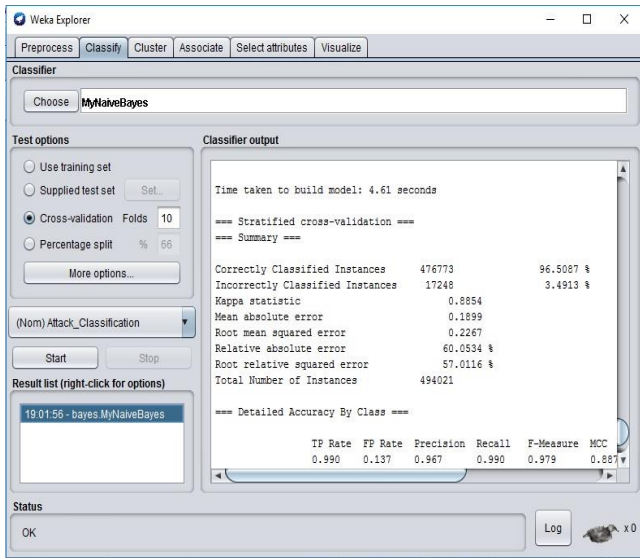 Weka Explorer
Preprocess Classify Cluster Associate Select attributes Visualize
Classifier
Choose MyNaiveBayes
Test options
Use training set
Supplied test set Set...
Cross-validation Folds 10
Percentage split % 66
More options...
(Nom) Attack_Classification
Start Stop
Result list (right-click for options)
19:01:56 - bayes.MyNaiveBayes
Classifier output
Time taken to build model: 4.61 seconds
=== Stratified cross-validation ===
=== Summary ===
Correctly Classified Instances 476773 96.5087 %
Incorrectly Classified Instances 17248 3.4913 %
Kappa statistic 0.8854
Mean absolute error 0.1899
Root mean squared error 0.2267
Relative absolute error 60.0534 %
Root relative squared error 57.0116 %
Total Number of Instances 494021
=== Detailed Accuracy By Class ===
TP Rate FP Rate Precision Recall F-Measure MCC
0.990 0.137 0.967 0.990 0.979 0.887
Status
OK
Log x 0